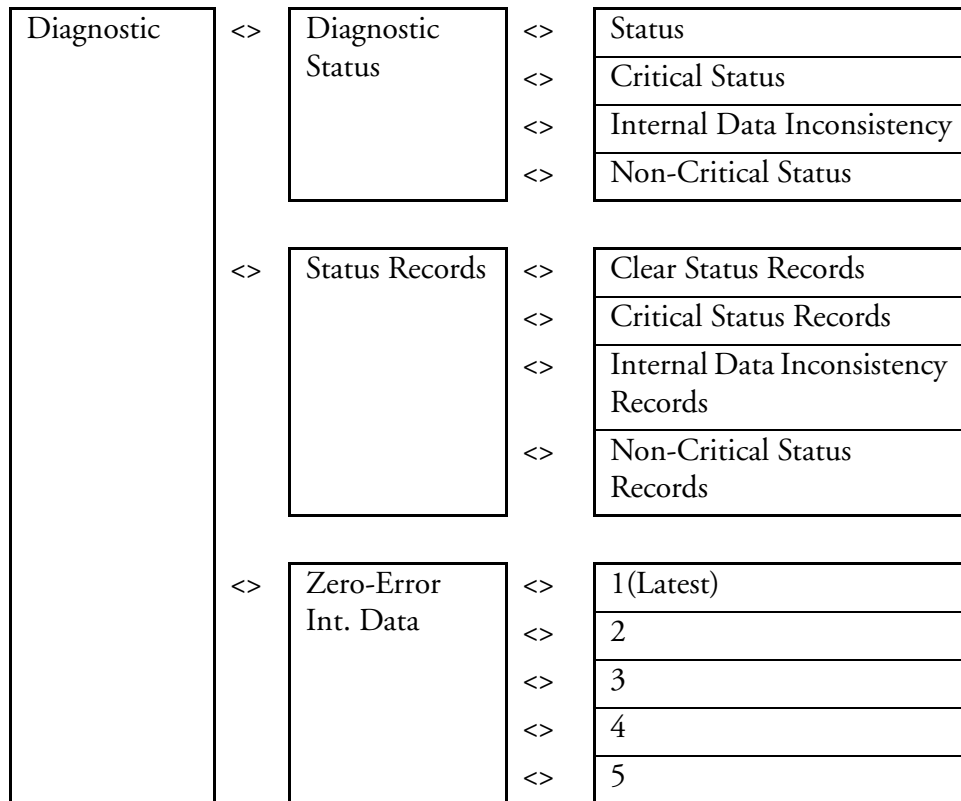 Diagnostic <> Diagnostic <> Status
Status <> Critical Status
<> Internal Data Inconsistency
<> Non-Critical Status
<> Status Records <> Clear Status Records
<> Critical Status Records
<> Internal Data Inconsistency
Records
<> Non-Critical Status
Records
<> Zero-Error <> 1(Latest)
Int. Data <> 2
<> 3
<> 4
<> 5